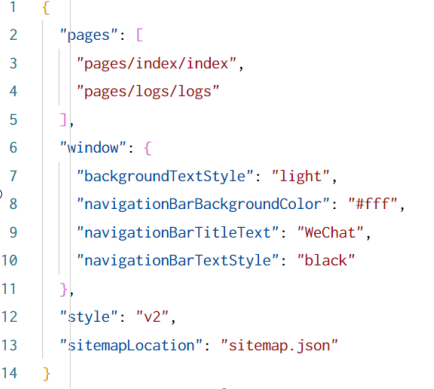 1 {
2   "pages": [
3     "pages/index/index",
4     "pages/logs/logs"
5   ],
6   "window": {
7     "backgroundTextStyle": "light",
8     "navigationBarBackgroundColor": "#fff",
9     "navigationBarTitleText": "WeChat",
10     "navigationBarTextStyle": "black"
11   },
12   "style": "v2",
13   "sitemapLocation": "sitemap.json"
14 }